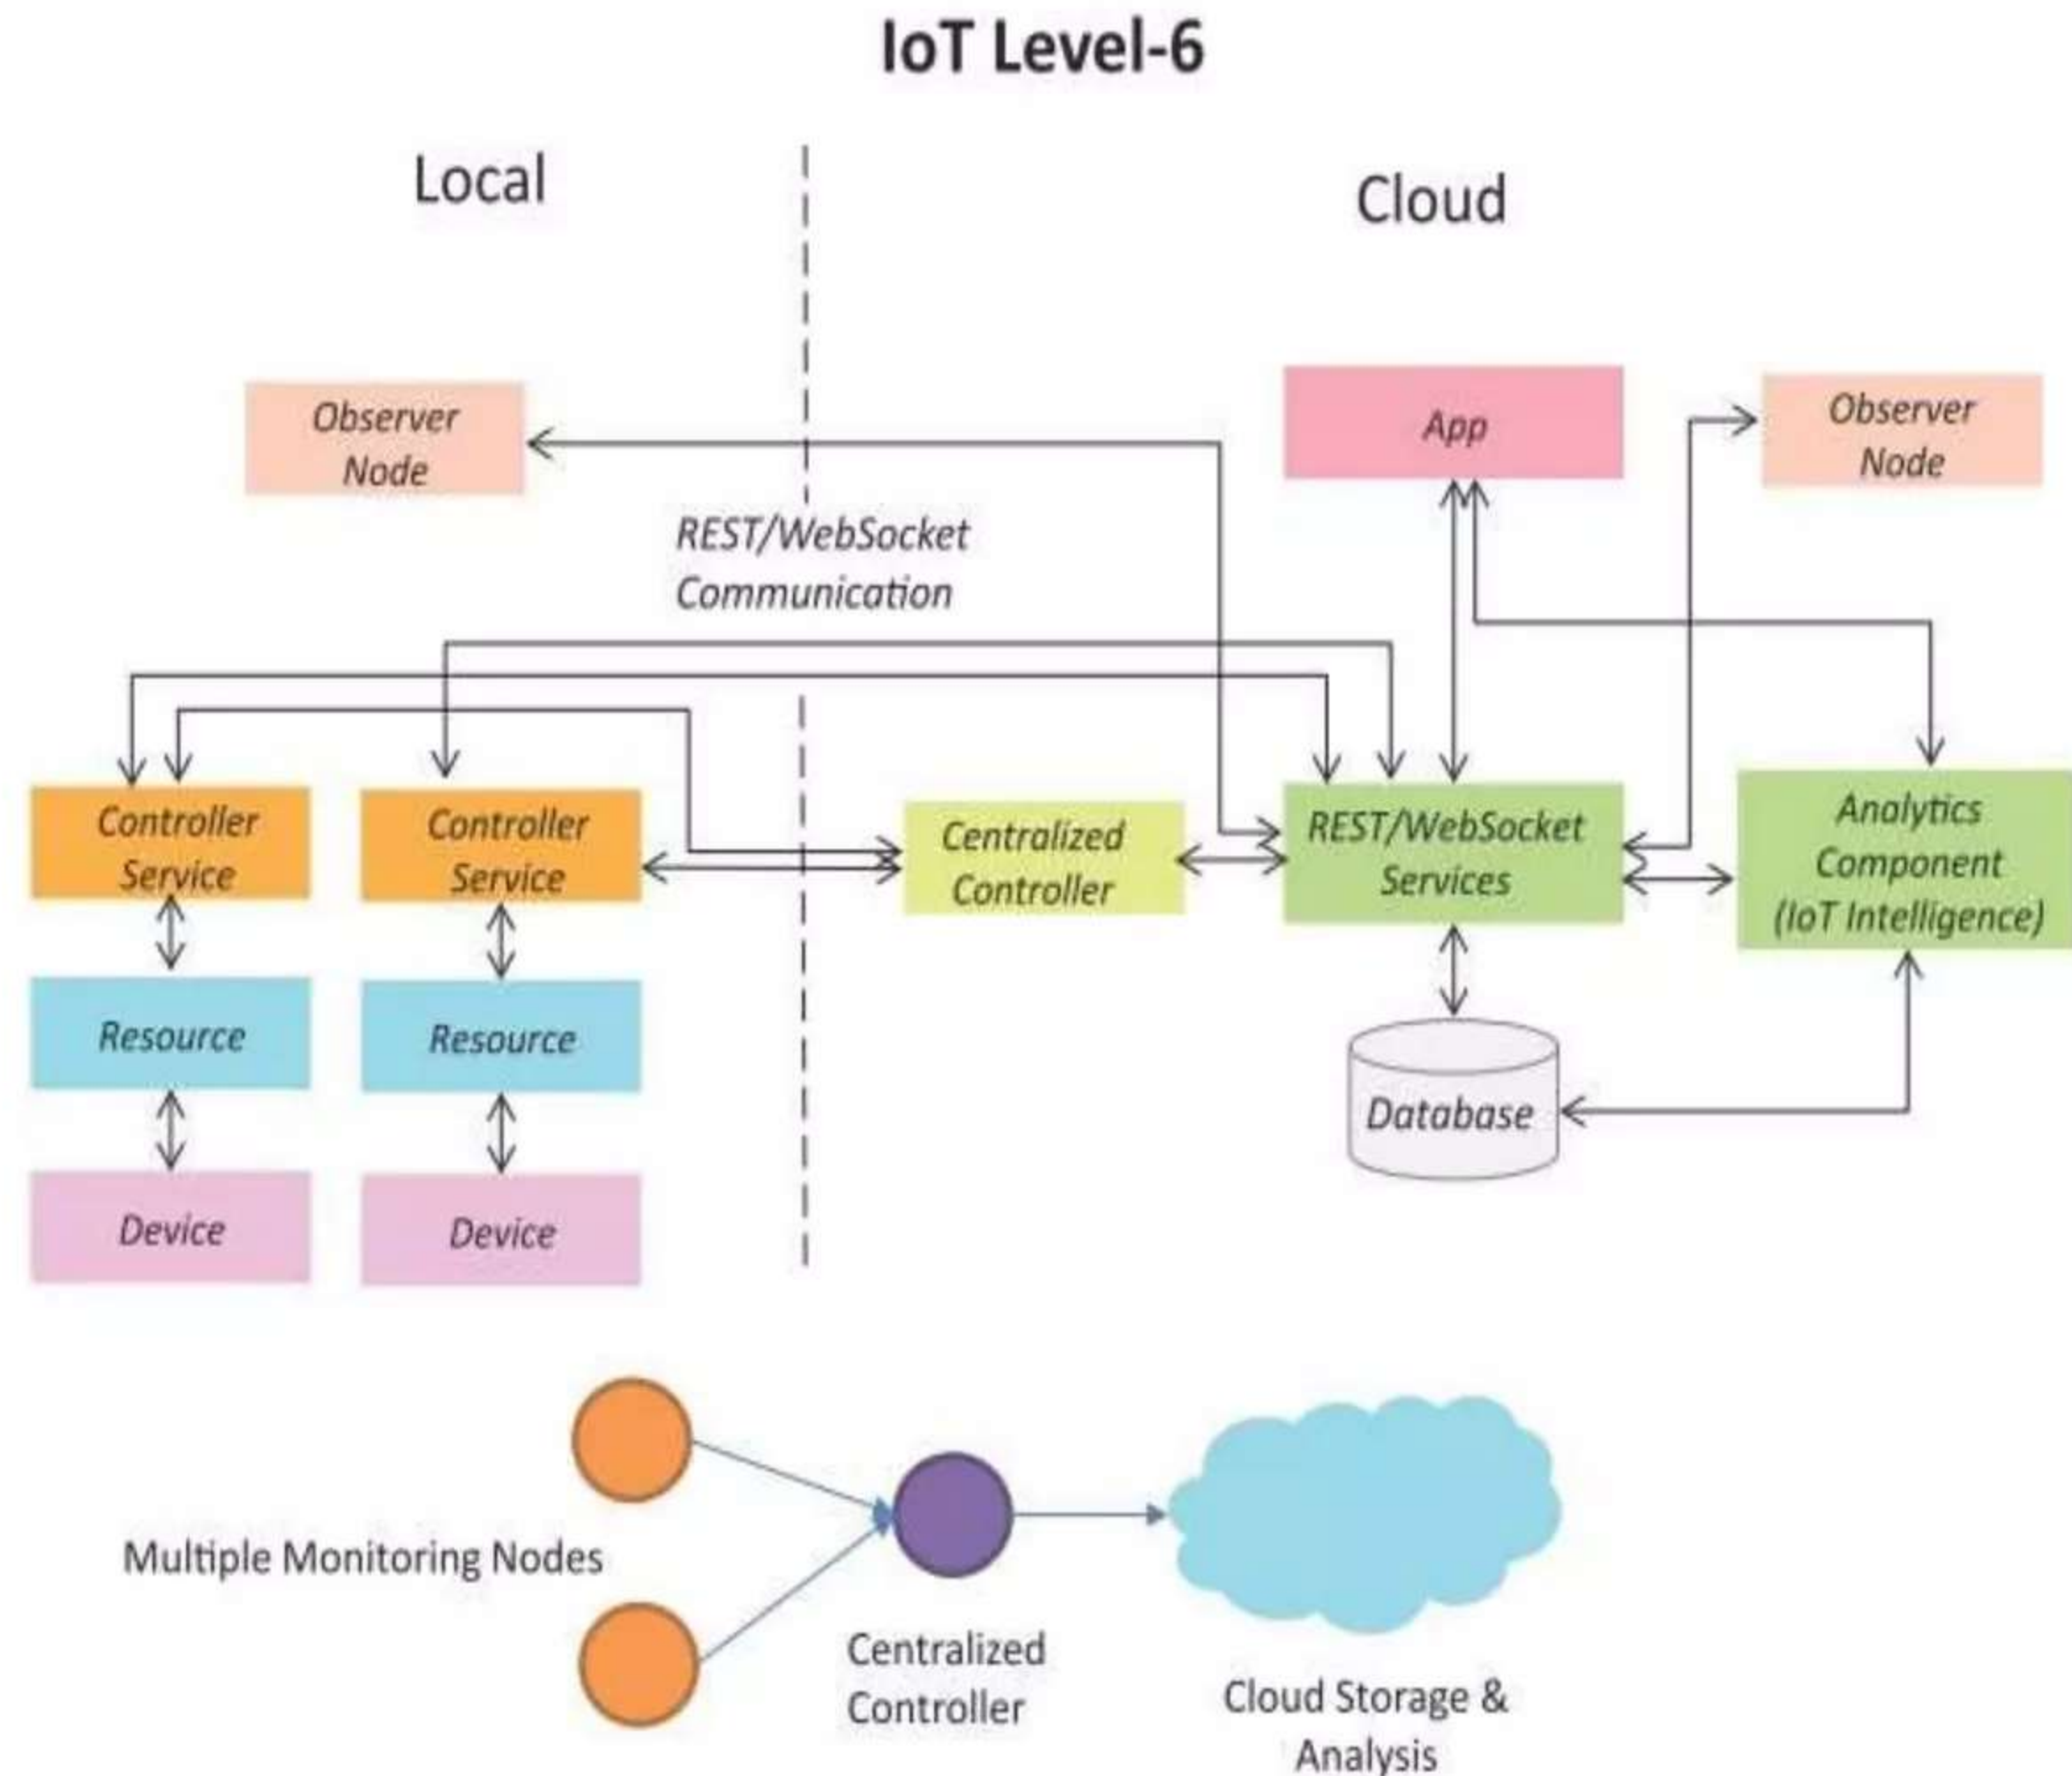 IoT Level-6
Local
Cloud
Observer
Node
App
Observer
Node
REST/WebSocket
Communication
Controller
Service
Controller
Service
Centralized
Controller
REST/WebSocket
Services
Analytics
Component
(IoT Intelligence)
Resource
Resource
Database
Device
Device
Multiple Monitoring Nodes
Centralized
Controller
Cloud Storage &
Analysis